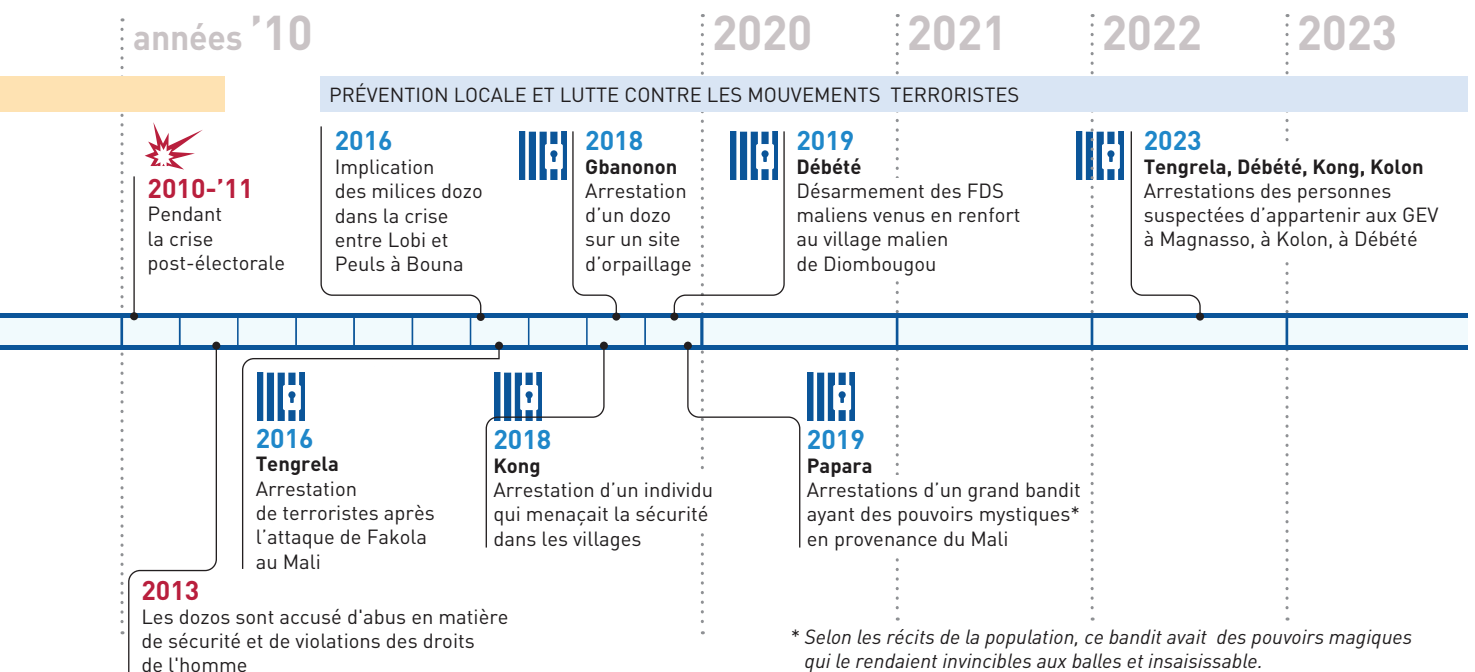 années ’10
2020
2021
2022
2023
PRÉVENTION LOCALE ET LUTTE CONTRE LES MOUVEMENTS TERRORISTES
2010-’11
Pendant
la crise
post-électorale
2016
Implication
des milices dozo
dans la crise
entre Lobi et
Peuls à Bouna
2018
Gbanonon
Arrestation
d’un dozo
sur un site
d’orpaillage
2019
Débété
Désarmement des FDS
maliens venus en renfort
au village malien
de Diombougou
2023
Tengrela, Débété, Kong, Kolon
Arrestations des personnes
suspectées d’appartenir aux GEV
à Magnasso, à Kolon, à Débété
2016
Tengrela
Arrestation
de terroristes après
l’attaque de Fakola
au Mali
2018
Kong
Arrestation d’un individu
qui menaçait la sécurité
dans les villages
2019
Papara
Arrestations d’un grand bandit
ayant des pouvoirs mystiques*
en provenance du Mali
2013
Les dozos sont accusé d'abus en matière
de sécurité et de violations des droits
de l'homme
* Selon les récits de la population, ce bandit avait des pouvoirs magiques
qui le rendaient invincibles aux balles et insaisissable.